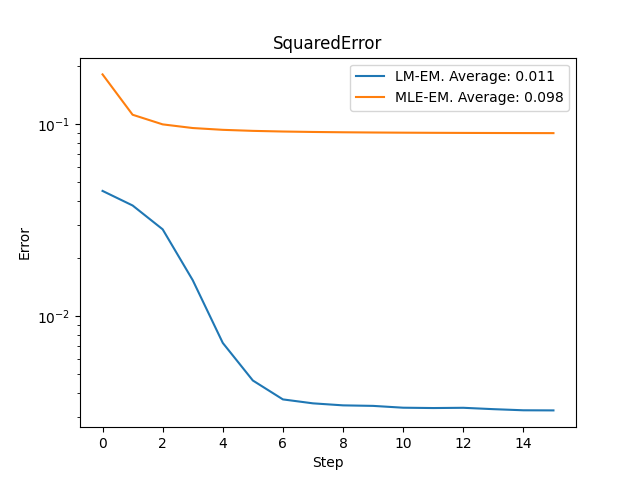 SquaredError
LM-EM. Average: 0.011
MLE-EM. Average: 0.098
10⁻¹
10⁻²
Error
0 2 4 6 8 10 12 14
Step